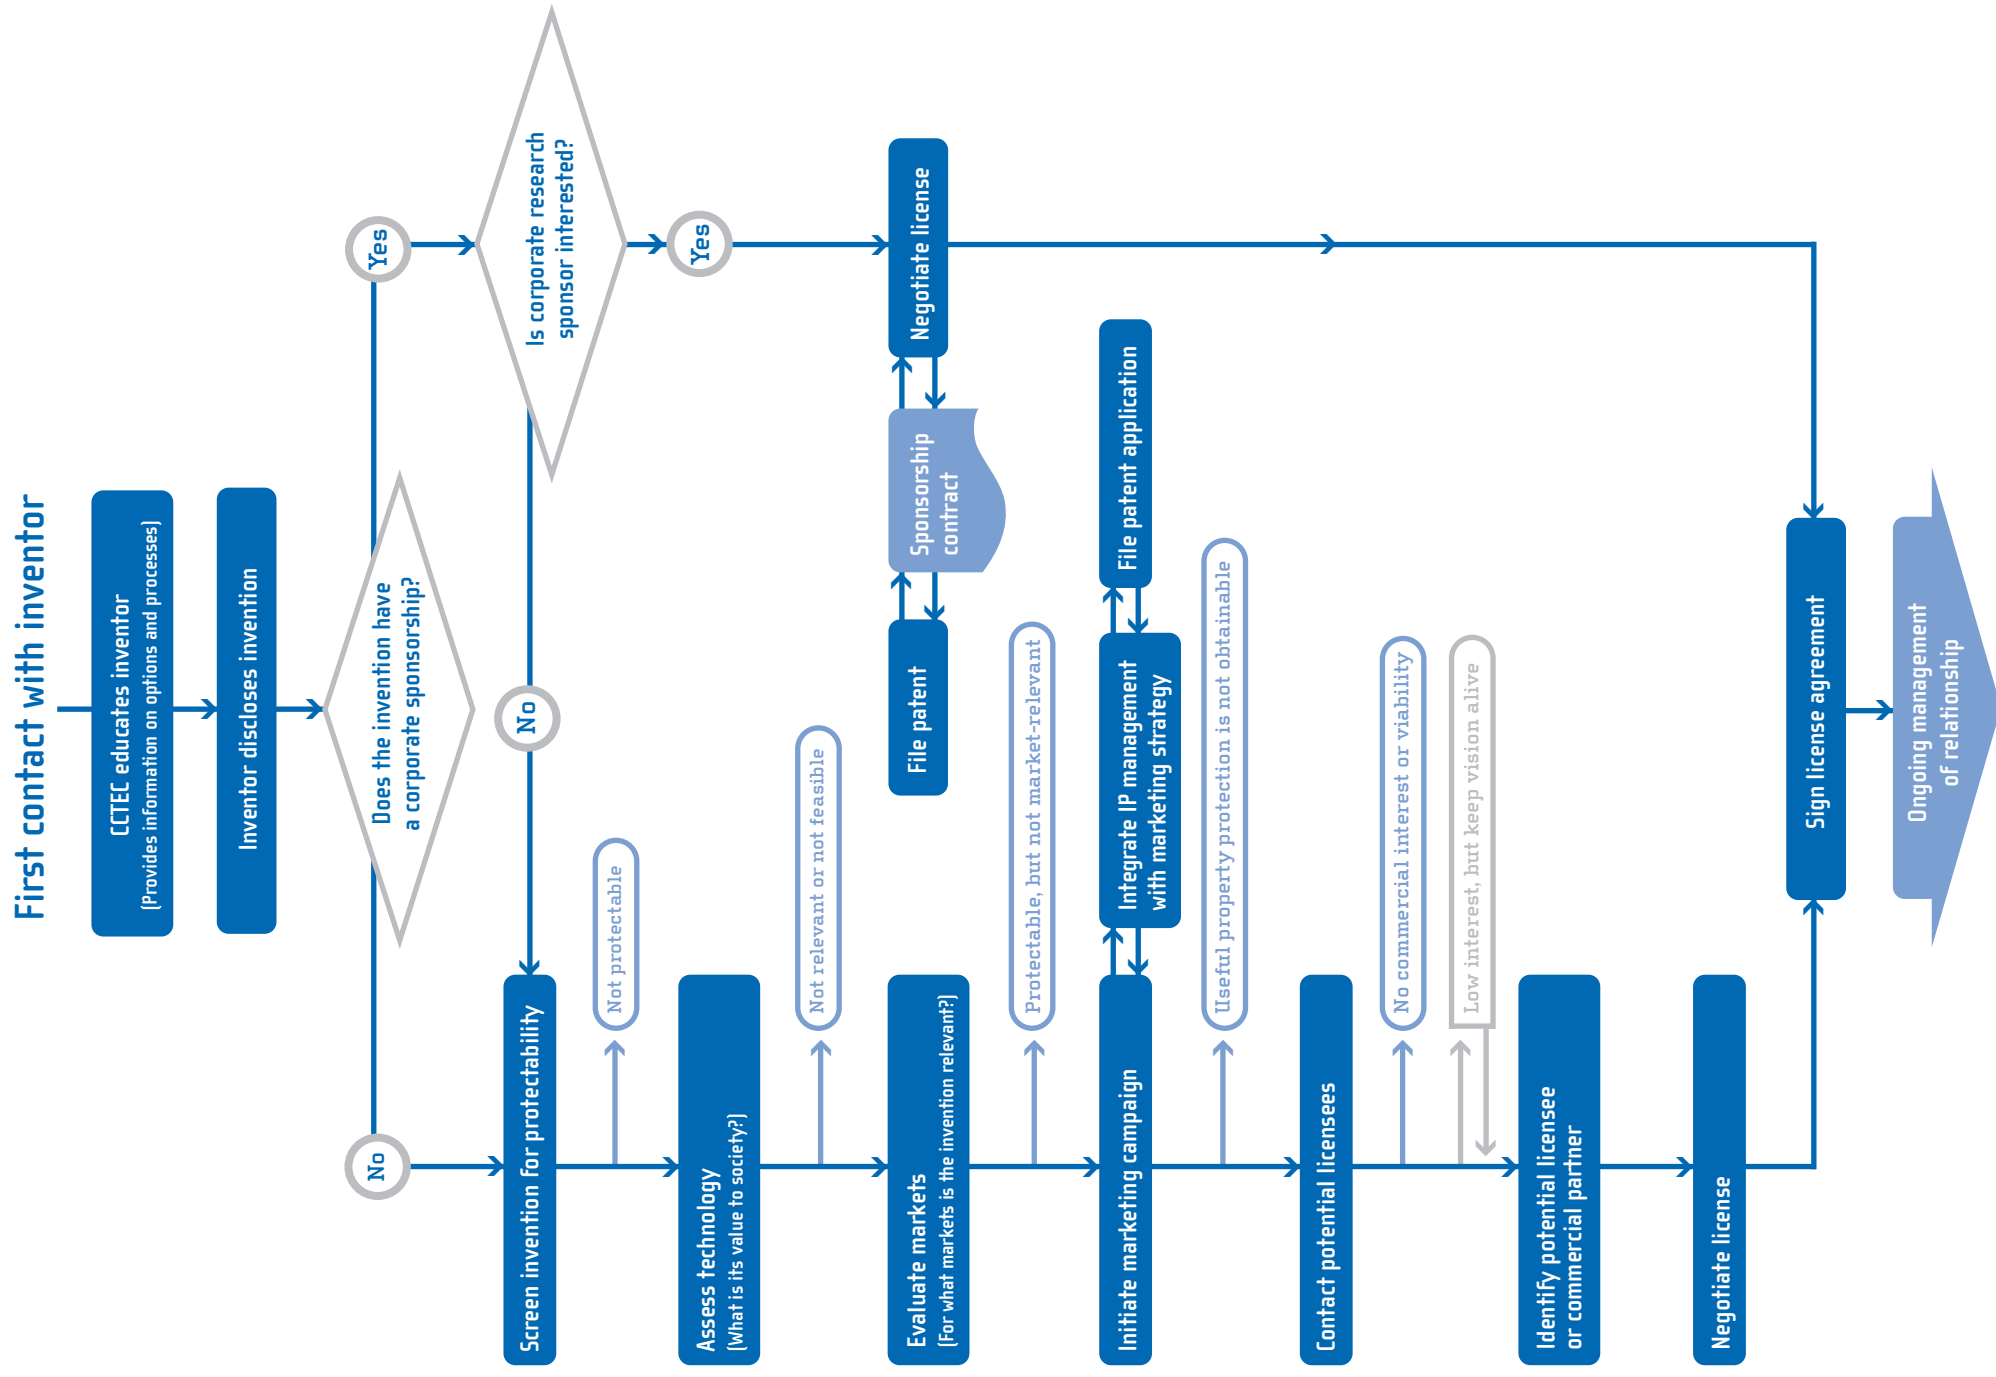 First contact with inventor
CCTEC educates inventor
(Provides information on options and processes)
Inventor discloses invention
Does the invention have
a corporate sponsorship?
No
Yes
Is corporate research
sponsor interested?
No
Yes
Screen invention for protectability
Not protectable
Assess technology
(What is its value to society?)
Not relevant or not feasible
Evaluate markets
(For what markets is the invention relevant?)
File patent
Sponsorship
contract
Negotiate license
Protectable, but not market-relevant
Initiate marketing campaign
Integrate IP management
with marketing strategy
File patent application
Useful property protection is not obtainable
Contact potential licensees
No commercial interest or viability
Low interest, but keep vision alive
Identify potential licensee
or commercial partner
Negotiate license
Sign license agreement
Ongoing management
of relationship